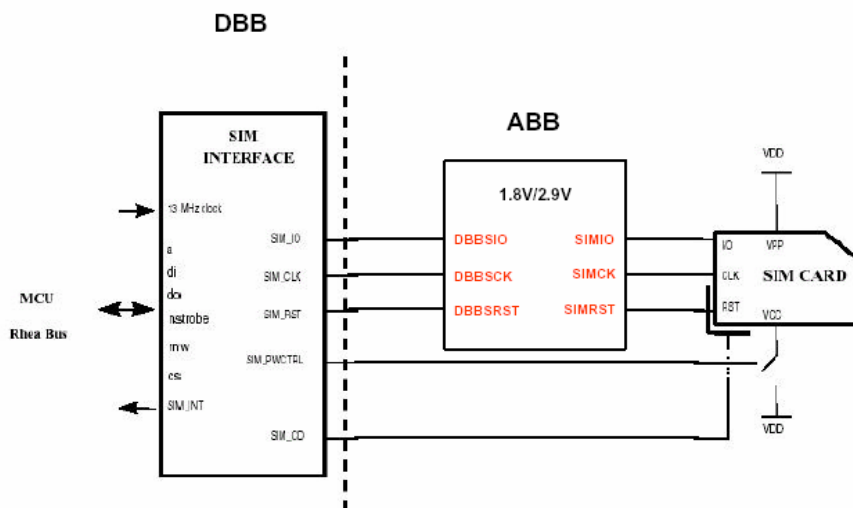 DBB
SIM
INTERFACE
13 MHz clock
a
di
do
nstrobe
rnw
cs
SIM_INT
SIM_IO
SIM_CLK
SIM_RST
SIM_PWCTRL
SIM_CD
MCU
Rhea Bus
ABB
1.8V/2.9V
DBBSIO
DBBSCK
DBBSRST
SIMIO
SIMCK
SIMRST
VDD
I/O
VPP
CLK
SIM CARD
RST
VCC
VDD